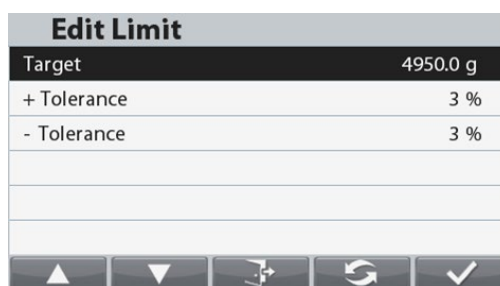 Edit Limit
Target 4950.0 g
+ Tolerance 3 %
- Tolerance 3 %